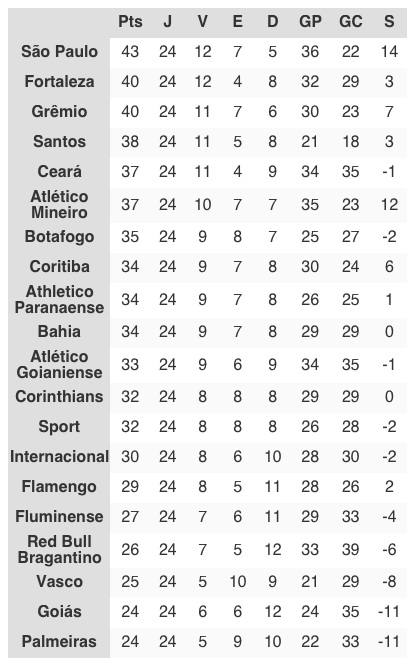 Pts J V E D GP GC S
São Paulo 43 24 12 7 5 36 22 14
Fortaleza 40 24 12 4 8 32 29 3
Grêmio 40 24 11 7 6 30 23 7
Santos 38 24 11 5 8 21 18 3
Ceará 37 24 11 4 9 34 35 -1
Atlético
Mineiro 37 24 10 7 7 35 23 12
Botafogo 35 24 9 8 7 25 27 -2
Coritiba 34 24 9 7 8 30 24 6
Athletico
Paranaense 34 24 9 7 8 26 25 1
Bahia 34 24 9 7 8 29 29 0
Atlético
Goianiense 33 24 9 6 9 34 35 -1
Corinthians 32 24 8 8 8 29 29 0
Sport 32 24 8 8 8 26 28 -2
Internacional 30 24 8 6 10 28 30 -2
Flamengo 29 24 8 5 11 28 26 2
Fluminense 27 24 7 6 11 29 33 -4
Red Bull
Bragantino 26 24 7 5 12 33 39 -6
Vasco 25 24 5 10 9 21 29 -8
Goiás 24 24 6 6 12 24 35 -11
Palmeiras 24 24 5 9 10 22 33 -11